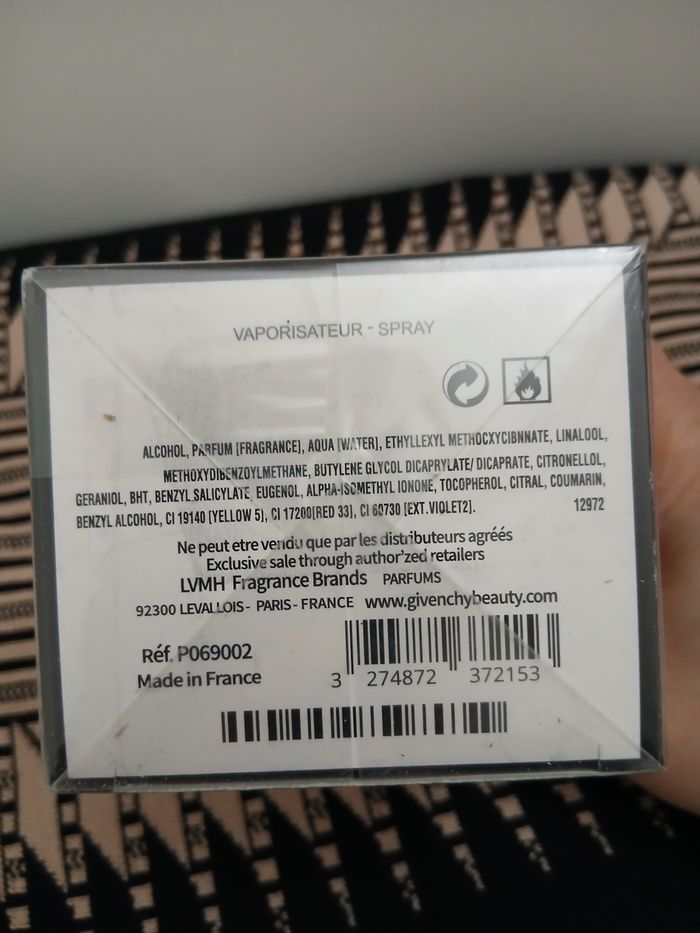 VAPORISATEUR - SPRAY
ALCOHOL, PARFUM [FRAGRANCE], AQUA [WATER], ETHYLLEXYL METHOCXYCIBNNATE, LINALOOL,
METHOXYDIBENZOYLMETHANE, BUTYLENE GLYCOL DICAPRYLATE/ DICAPRATE, CITRONELLOL,
GERANIOL, BHT, BENZYL.SALICYLATE, EUGENOL, ALPHA-ISOMETHYL IONONE, TOCOPHEROL, CITRAL, COUMARIN,
BENZYL ALCOHOL, CI 19140 [YELLOW 5], CI 17200[RED 33], CI 60730 [EXT.VIOLET2]. 12972
Ne peut etre vendu que par les distributeurs agréés
Exclusive sale through author'zed retailers
LVMH Fragrance Brands PARFUMS
92300 LEVALLOIS - PARIS - FRANCE www.givenchybeauty.com
Réf. P069002
Made in France
3 274872 372153